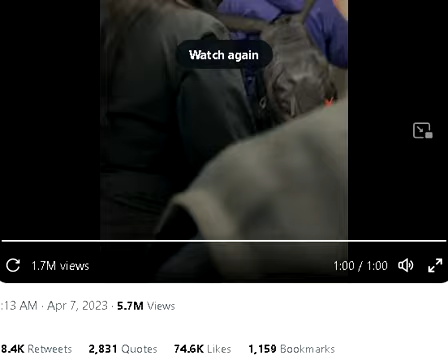 Watch again
1.7M views 1:00 / 1:00
:13 AM · Apr 7, 2023 · 5.7M Views
8.4K Retweets 2,831 Quotes 74.6K Likes 1,159 Bookmarks